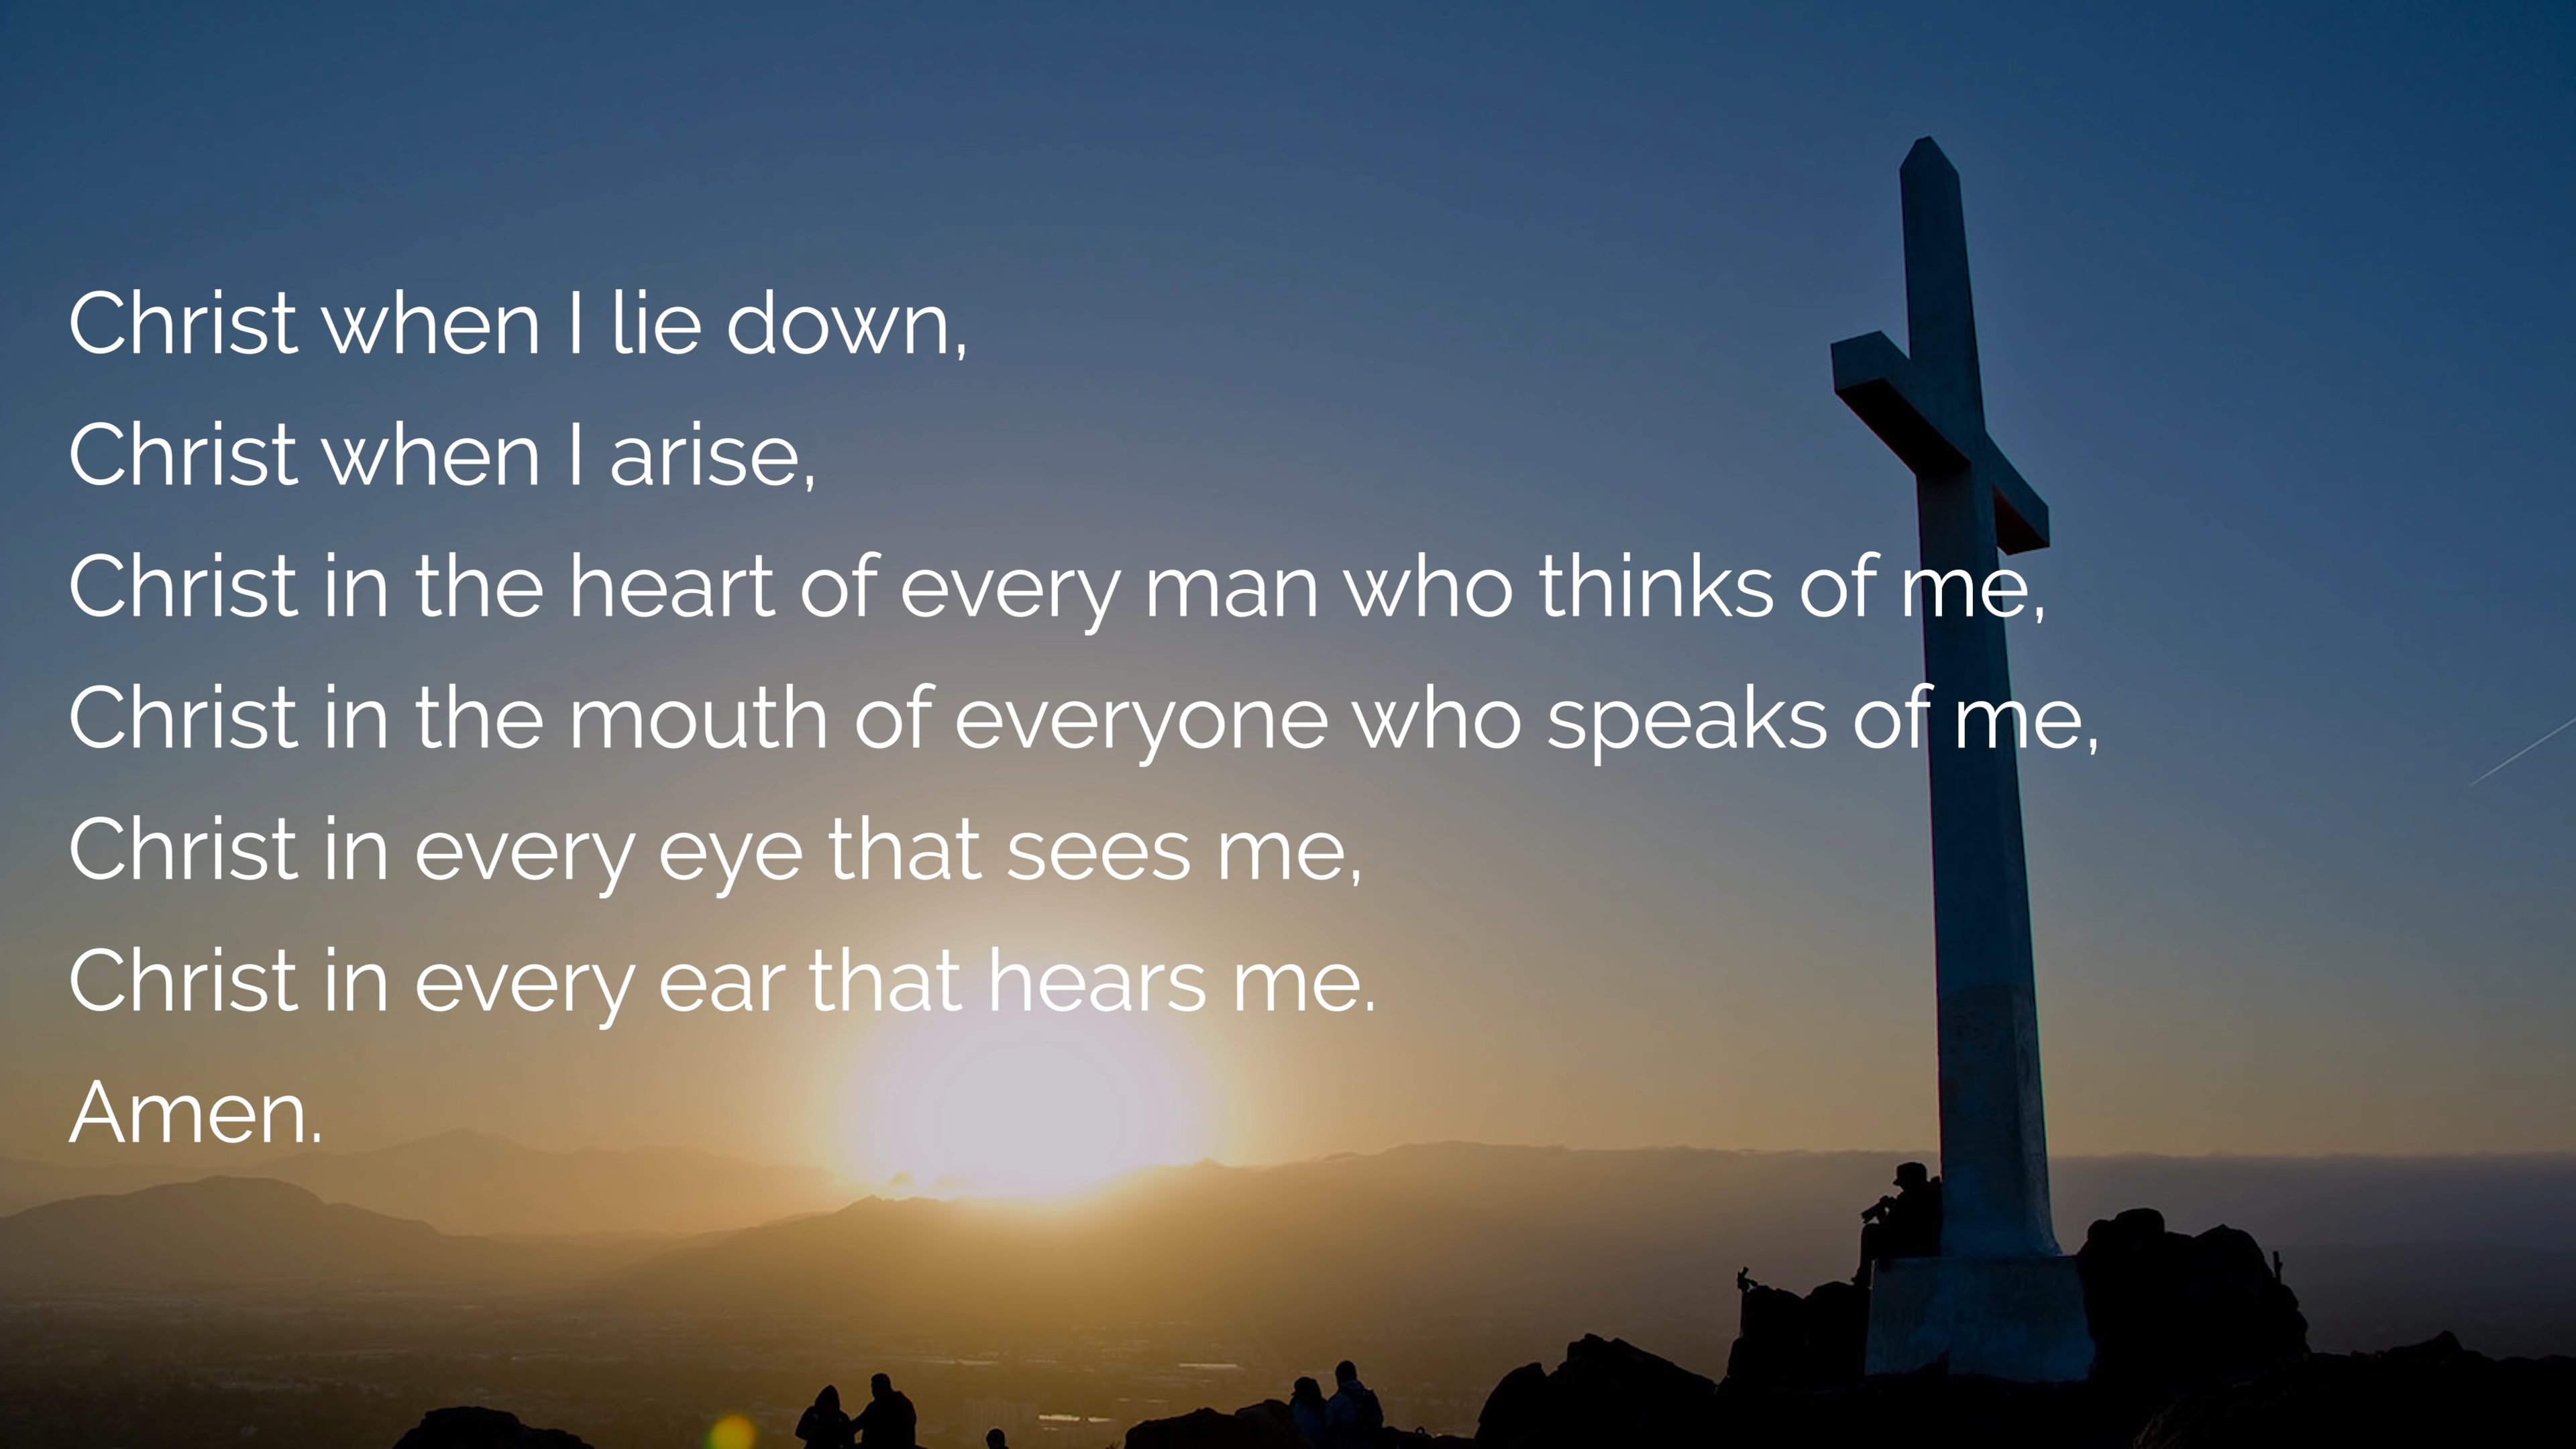 Christ when I lie down,
Christ when I arise,
Christ in the heart of every man who thinks of me,
Christ in the mouth of everyone who speaks of me,
Christ in every eye that sees me,
Christ in every ear that hears me.
Amen.